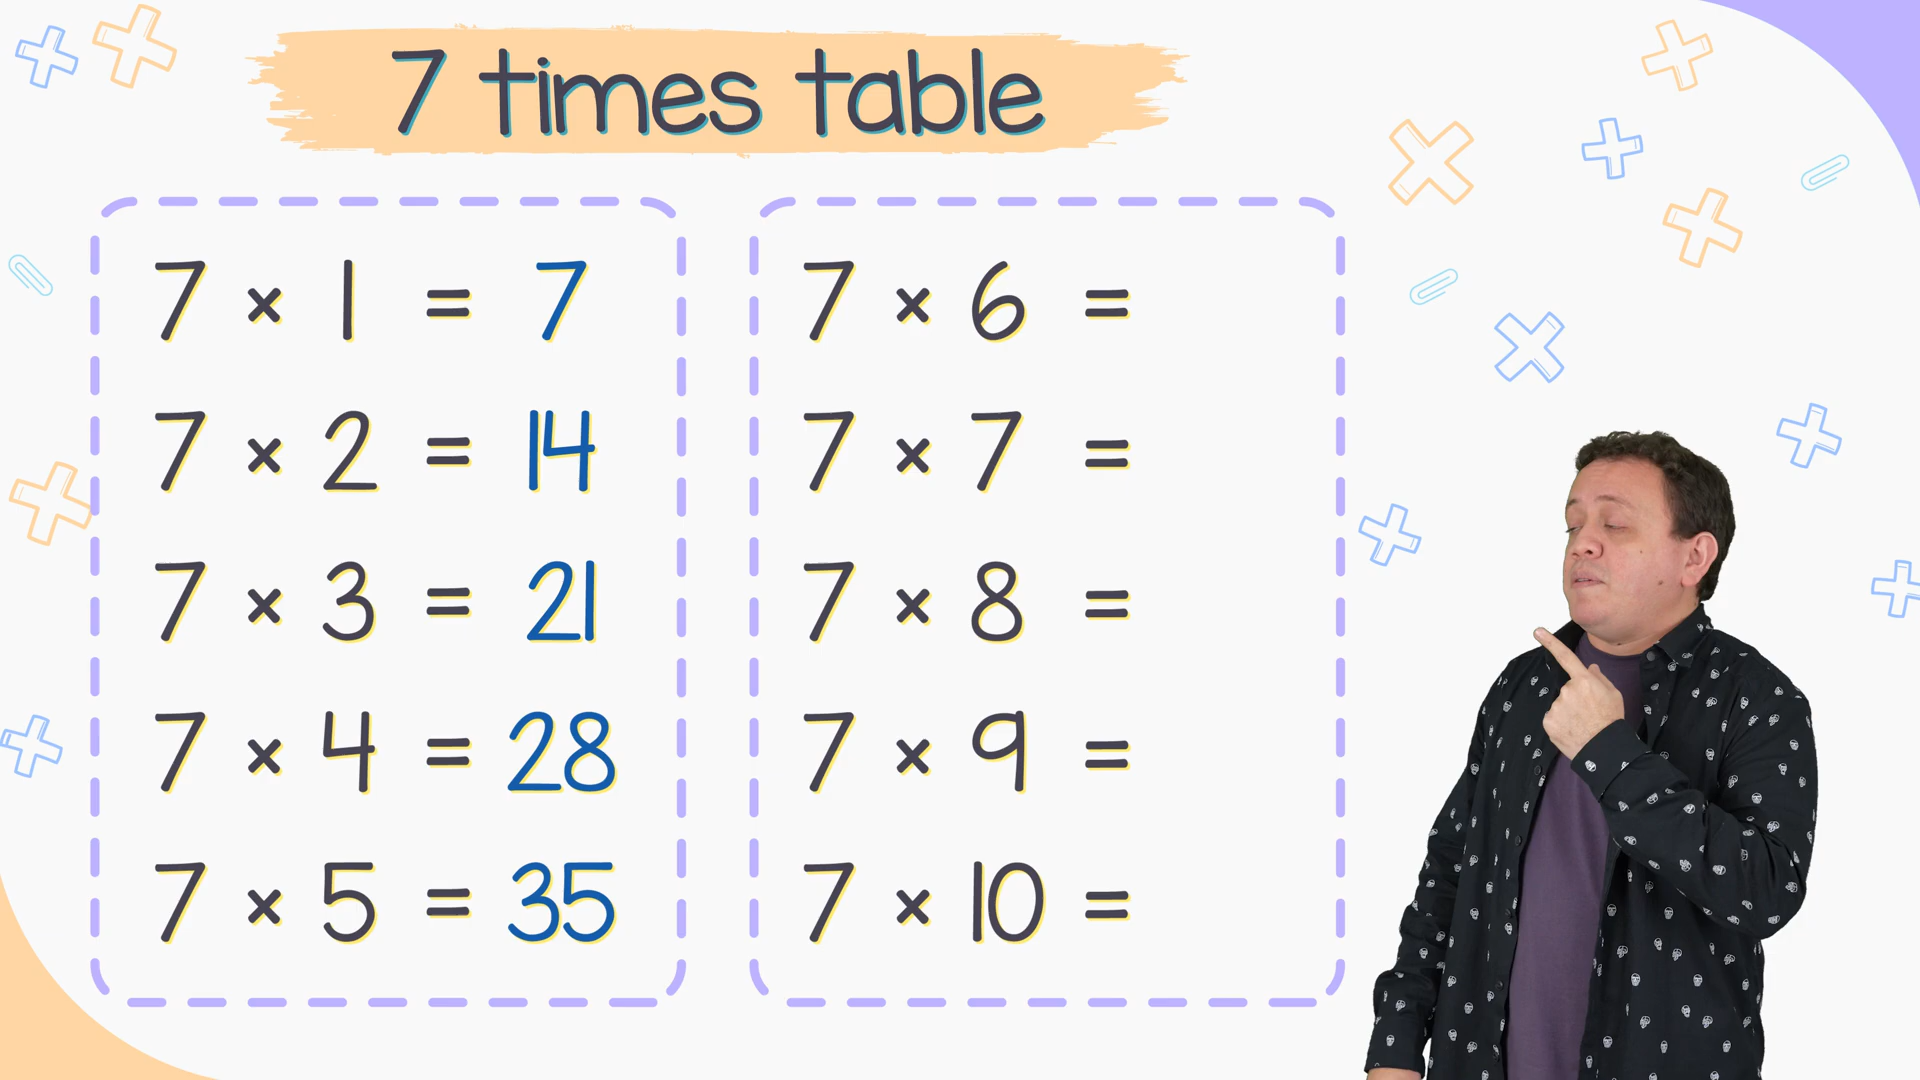 7 times table
7 × 1 = 7
7 × 2 = 14
7 × 3 = 21
7 × 4 = 28
7 × 5 = 35
7 × 6 =
7 × 7 =
7 × 8 =
7 × 9 =
7 × 10 =